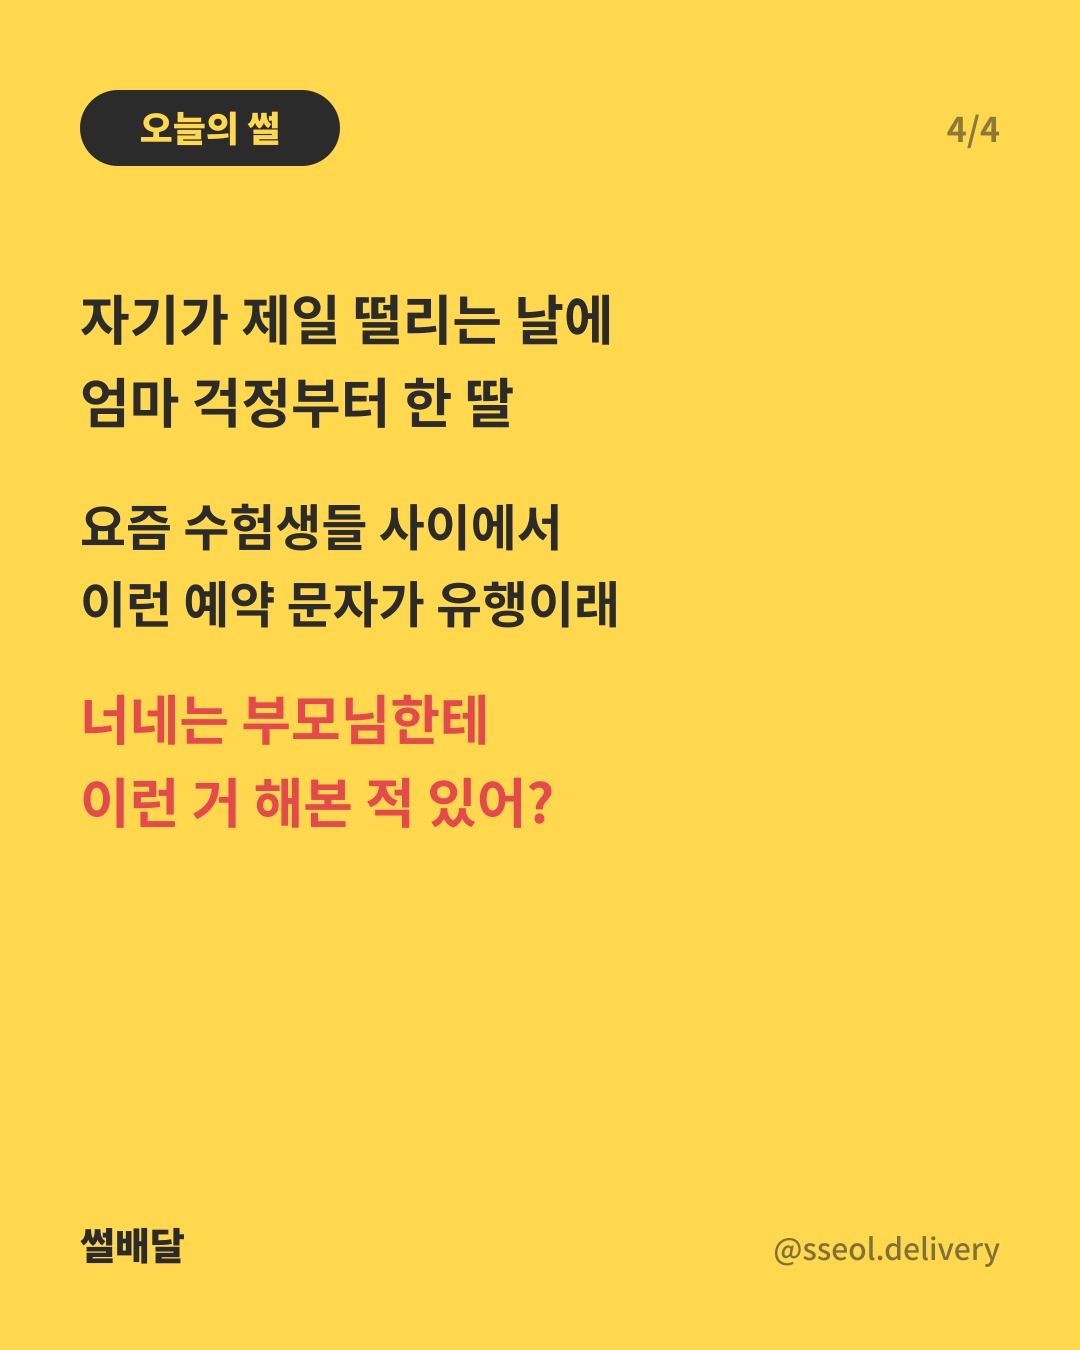 오늘의 썰
4/4
자기가 제일 떨리는 날에
엄마 걱정부터 한 딸
요즘 수험생들 사이에서
이런 예약 문자가 유행이래
너네는 부모님한테
이런 거 해본 적 있어?
썰배달
@sseol.delivery